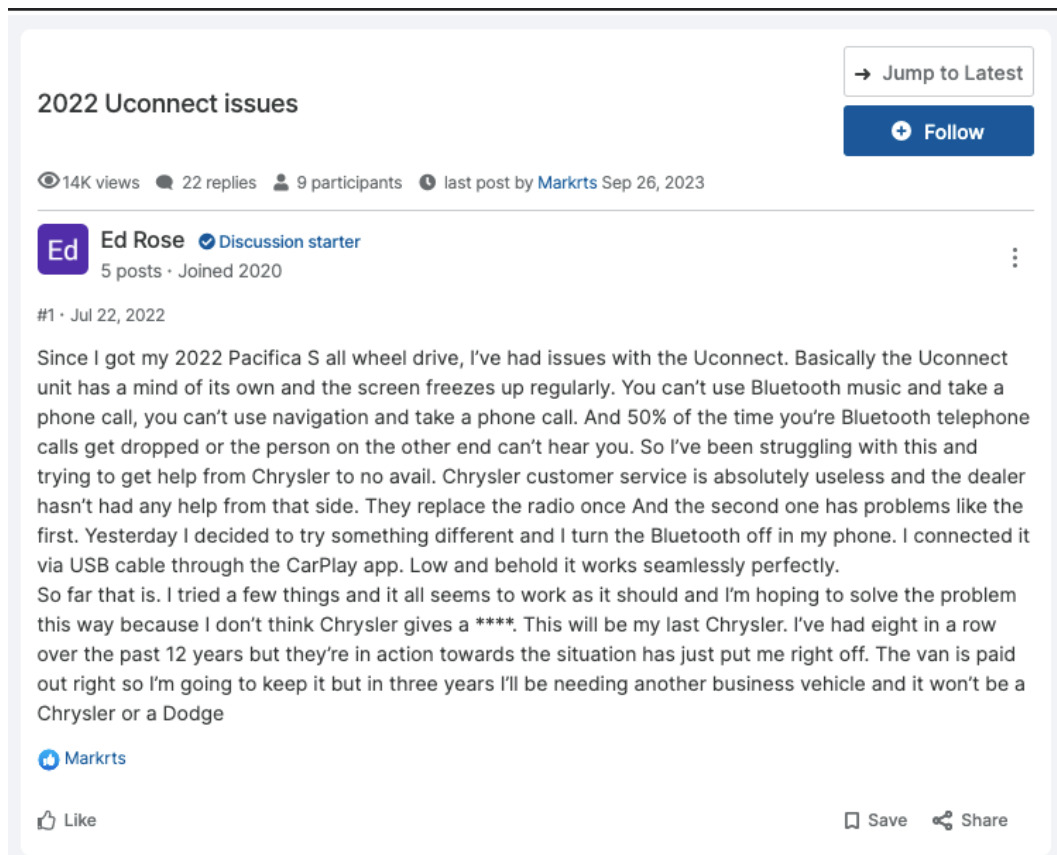 Jump to Latest
2022 Uconnect issues
Follow
14K views 22 replies 9 participants last post by Markrts Sep 26, 2023
Ed
Ed Rose Discussion starter
5 posts · Joined 2020
#1 · Jul 22, 2022
Since I got my 2022 Pacifica S all wheel drive, I’ve had issues with the Uconnect. Basically the Uconnect
unit has a mind of its own and the screen freezes up regularly. You can’t use Bluetooth music and take a
phone call, you can’t use navigation and take a phone call. And 50% of the time you’re Bluetooth telephone
calls get dropped or the person on the other end can’t hear you. So I’ve been struggling with this and
trying to get help from Chrysler to no avail. Chrysler customer service is absolutely useless and the dealer
hasn’t had any help from that side. They replace the radio once And the second one has problems like the
first. Yesterday I decided to try something different and I turn the Bluetooth off in my phone. I connected it
via USB cable through the CarPlay app. Low and behold it works seamlessly perfectly.
So far that is. I tried a few things and it all seems to work as it should and I’m hoping to solve the problem
this way because I don’t think Chrysler gives a ****. This will be my last Chrysler. I’ve had eight in a row
over the past 12 years but they’re in action towards the situation has just put me right off. The van is paid
out right so I’m going to keep it but in three years I’ll be needing another business vehicle and it won’t be a
Chrysler or a Dodge
Markrts
Like Save Share